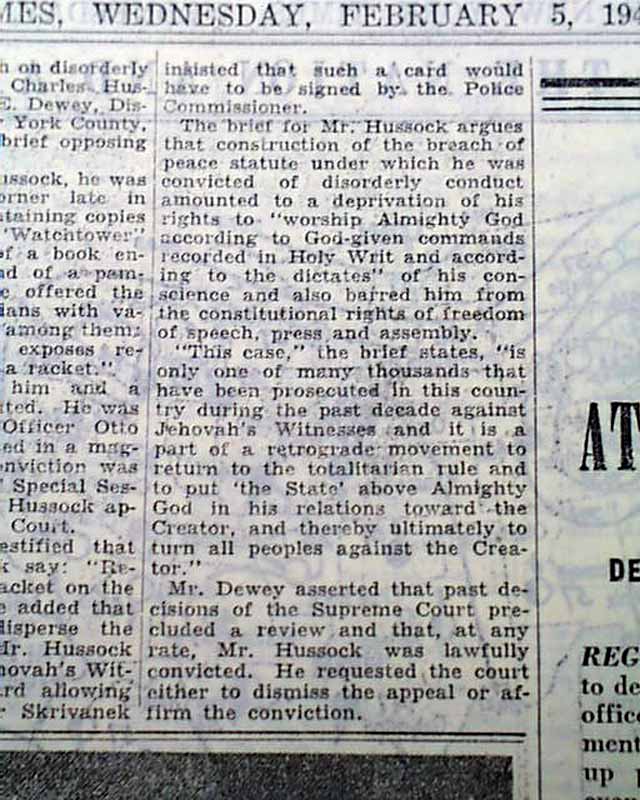 MES, WEDNESDAY, FEBRUARY 5, 194
h on disorderly
Charles Hus-
E. Dewey, Dis-
York County,
brief opposing
ussock, he was
orner late in
taining copies
'Watchtower'
of a book en-
nd of a pam-
e offered the
ians with va-
among them:
exposes re-
a racket."
him and a
ted. He was
Officer Otto
ed in a mag-
onviction was
Special Ses-
Hussock ap-
Court.
estified that
k say: "Re-
acket on the
e added that
disperse the
Mr. Hussock
hovah's Wit-
rd allowing
r Skrivanek
insisted that such a card would
have to be signed by the Police
Commissioner.
The brief for Mr. Hussock argues
that construction of the breach of
peace statute under which he was
convicted of disorderly conduct
amounted to a deprivation of his
rights to "worship Almighty God
according to God-given commands
recorded in Holy Writ and accord-
ing to the dictates" of his con-
science and also barred him from
the constitutional rights of freedom
of speech, press and assembly.
"This case," the brief states, "is
only one of many thousands that
have been prosecuted in this coun-
try during the past decade against
Jehovah's Witnesses and it is a
part of a retrograde movement to
return to the totalitarian rule and
to put 'the State' above Almighty
God in his relations toward the
Creator, and thereby ultimately to
turn all peoples against the Crea-
tor."
Mr. Dewey asserted that past de-
cisions of the Supreme Court pre-
cluded a review and that, at any
rate, Mr. Hussock was lawfully
convicted. He requested the court
either to dismiss the appeal or af-
firm the conviction.
AT
DE
REG
to de
office
ment
up